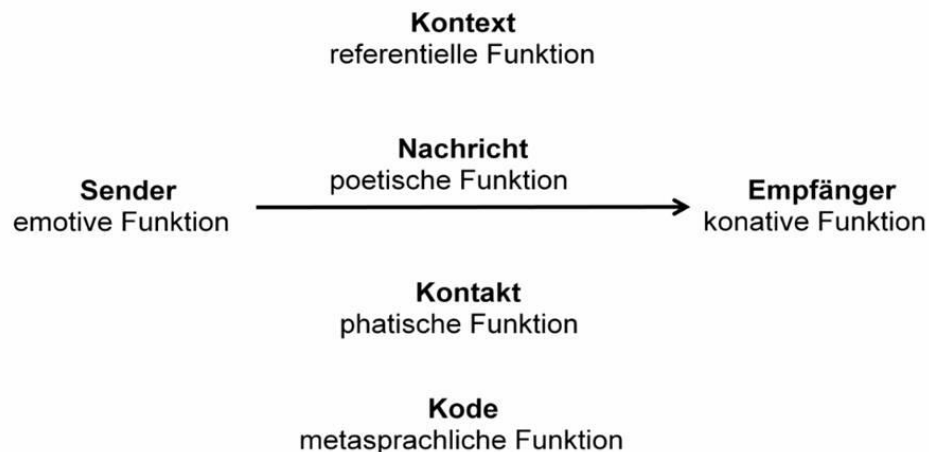 Kontext
referentielle Funktion
Nachricht
poetische Funktion
Sender
emotive Funktion
Empfänger
konative Funktion
Kontakt
phatische Funktion
Kode
metasprachliche Funktion